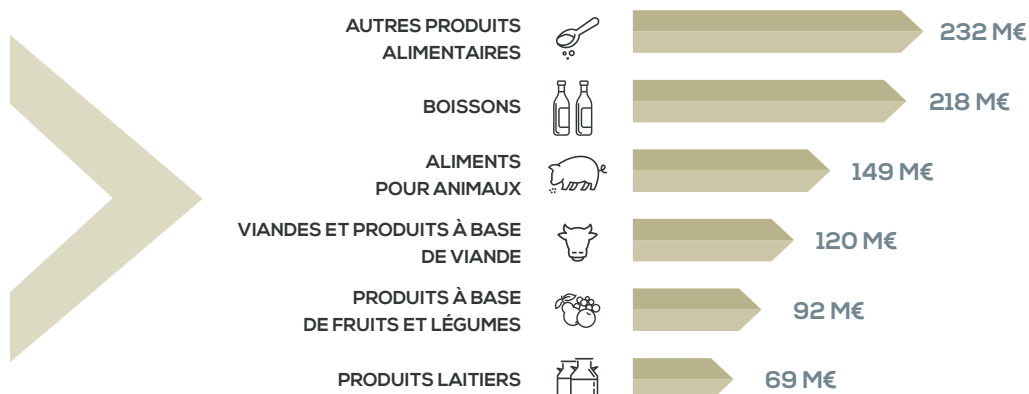 AUTRES PRODUITS
ALIMENTAIRES
232 M€
BOISSONS
218 M€
ALIMENTS
POUR ANIMAUX
149 M€
VIANDES ET PRODUITS À BASE
DE VIANDE
120 M€
PRODUITS À BASE
DE FRUITS ET LÉGUMES
92 M€
PRODUITS LAITIERS
69 M€